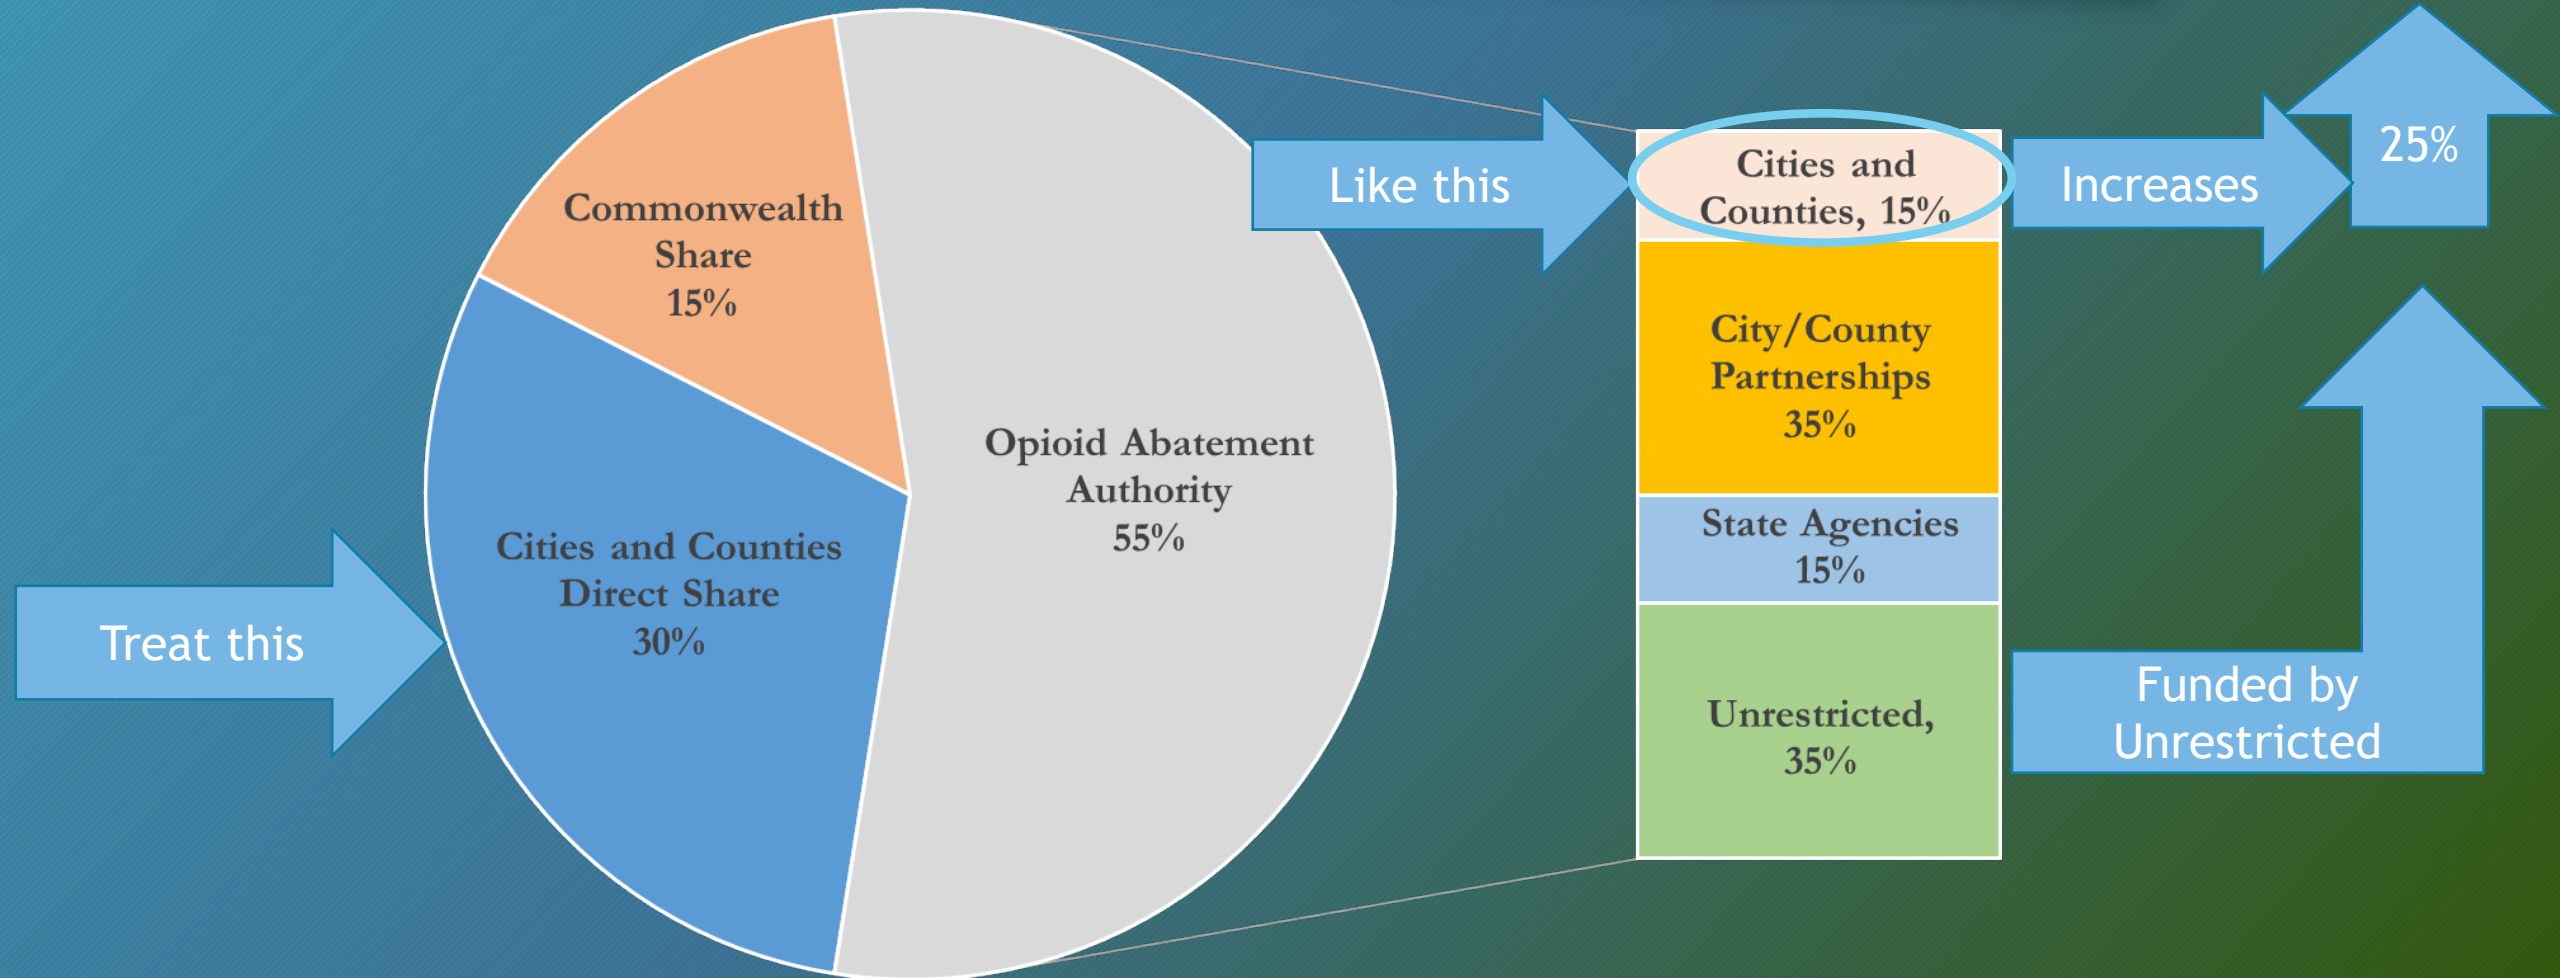 Commonwealth
Share
15%
Cities and Counties
Direct Share
30%
Opioid Abatement
Authority
55%
Treat this
Like this
Cities and
Counties, 15%
City/County
Partnerships
35%
State Agencies
15%
Unrestricted,
35%
Increases
25%
Funded by
Unrestricted